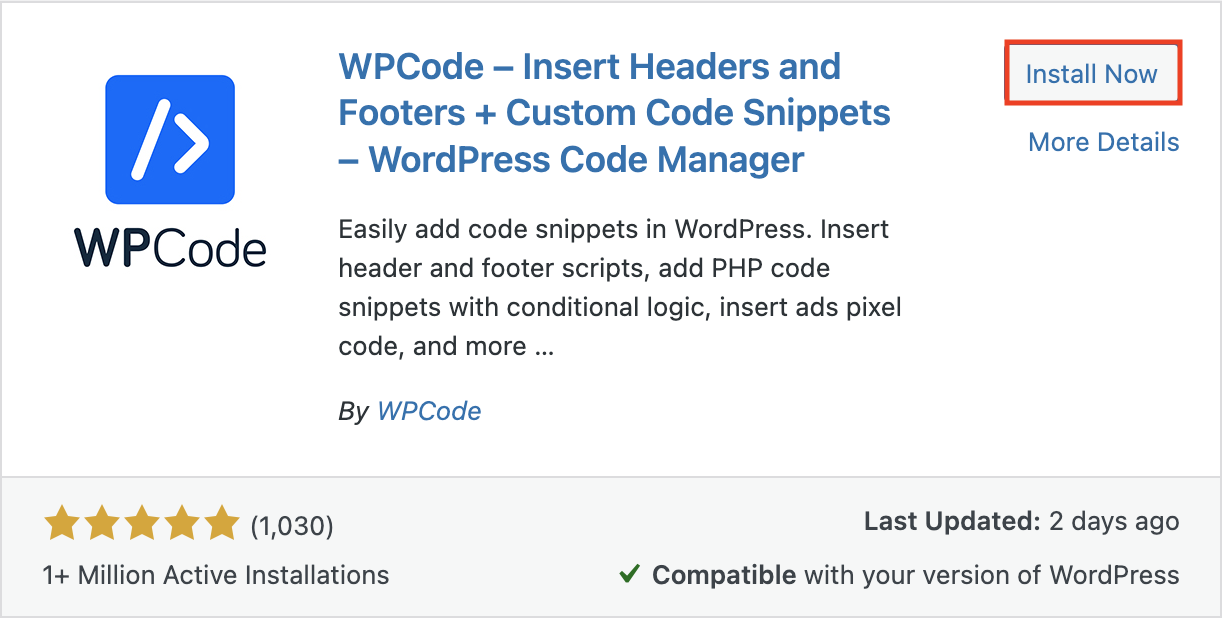 WPCode – Insert Headers and
Footers + Custom Code Snippets
– WordPress Code Manager
Install Now
More Details
WPCode
Easily add code snippets in WordPress. Insert
header and footer scripts, add PHP code
snippets with conditional logic, insert ads pixel
code, and more ...
By WPCode
(1,030)
Last Updated: 2 days ago
1+ Million Active Installations
Compatible with your version of WordPress